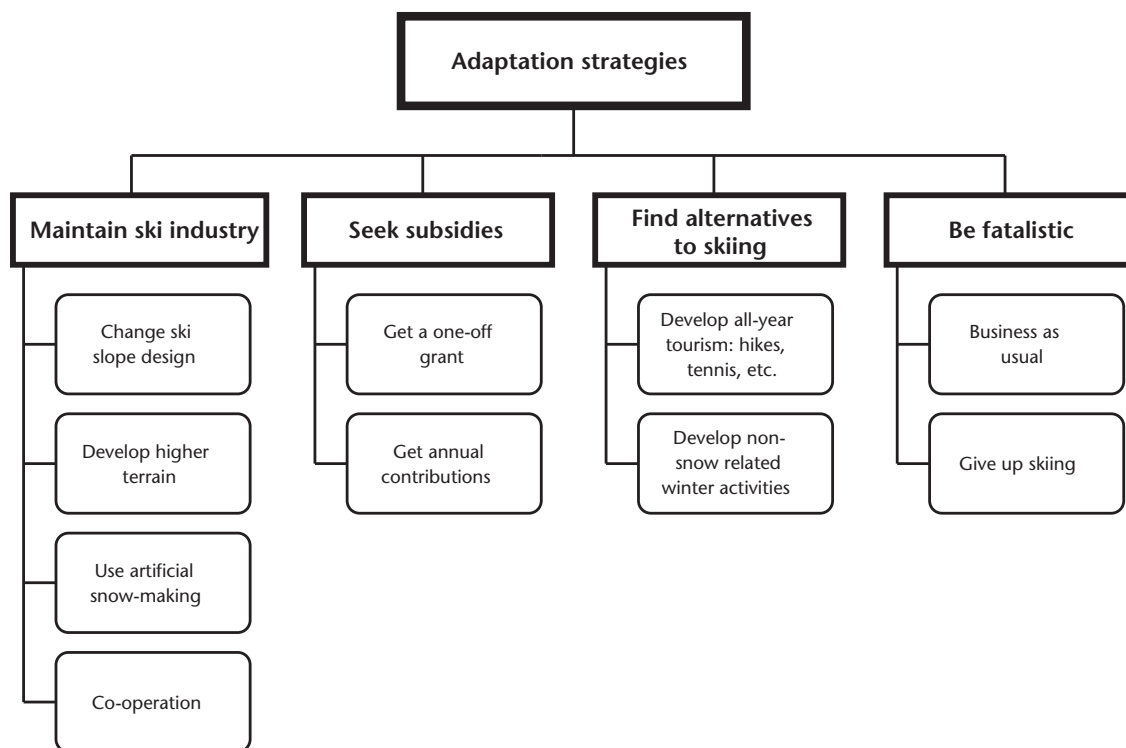 Adaptation strategies
Maintain ski industry
Seek subsidies
Find alternatives
to skiing
Be fatalistic
Change ski
slope design
Develop higher
terrain
Use artificial
snow-making
Co-operation
Get a one-off
grant
Get annual
contributions
Develop all-year
tourism: hikes,
tennis, etc.
Develop non-
snow related
winter activities
Business as
usual
Give up skiing